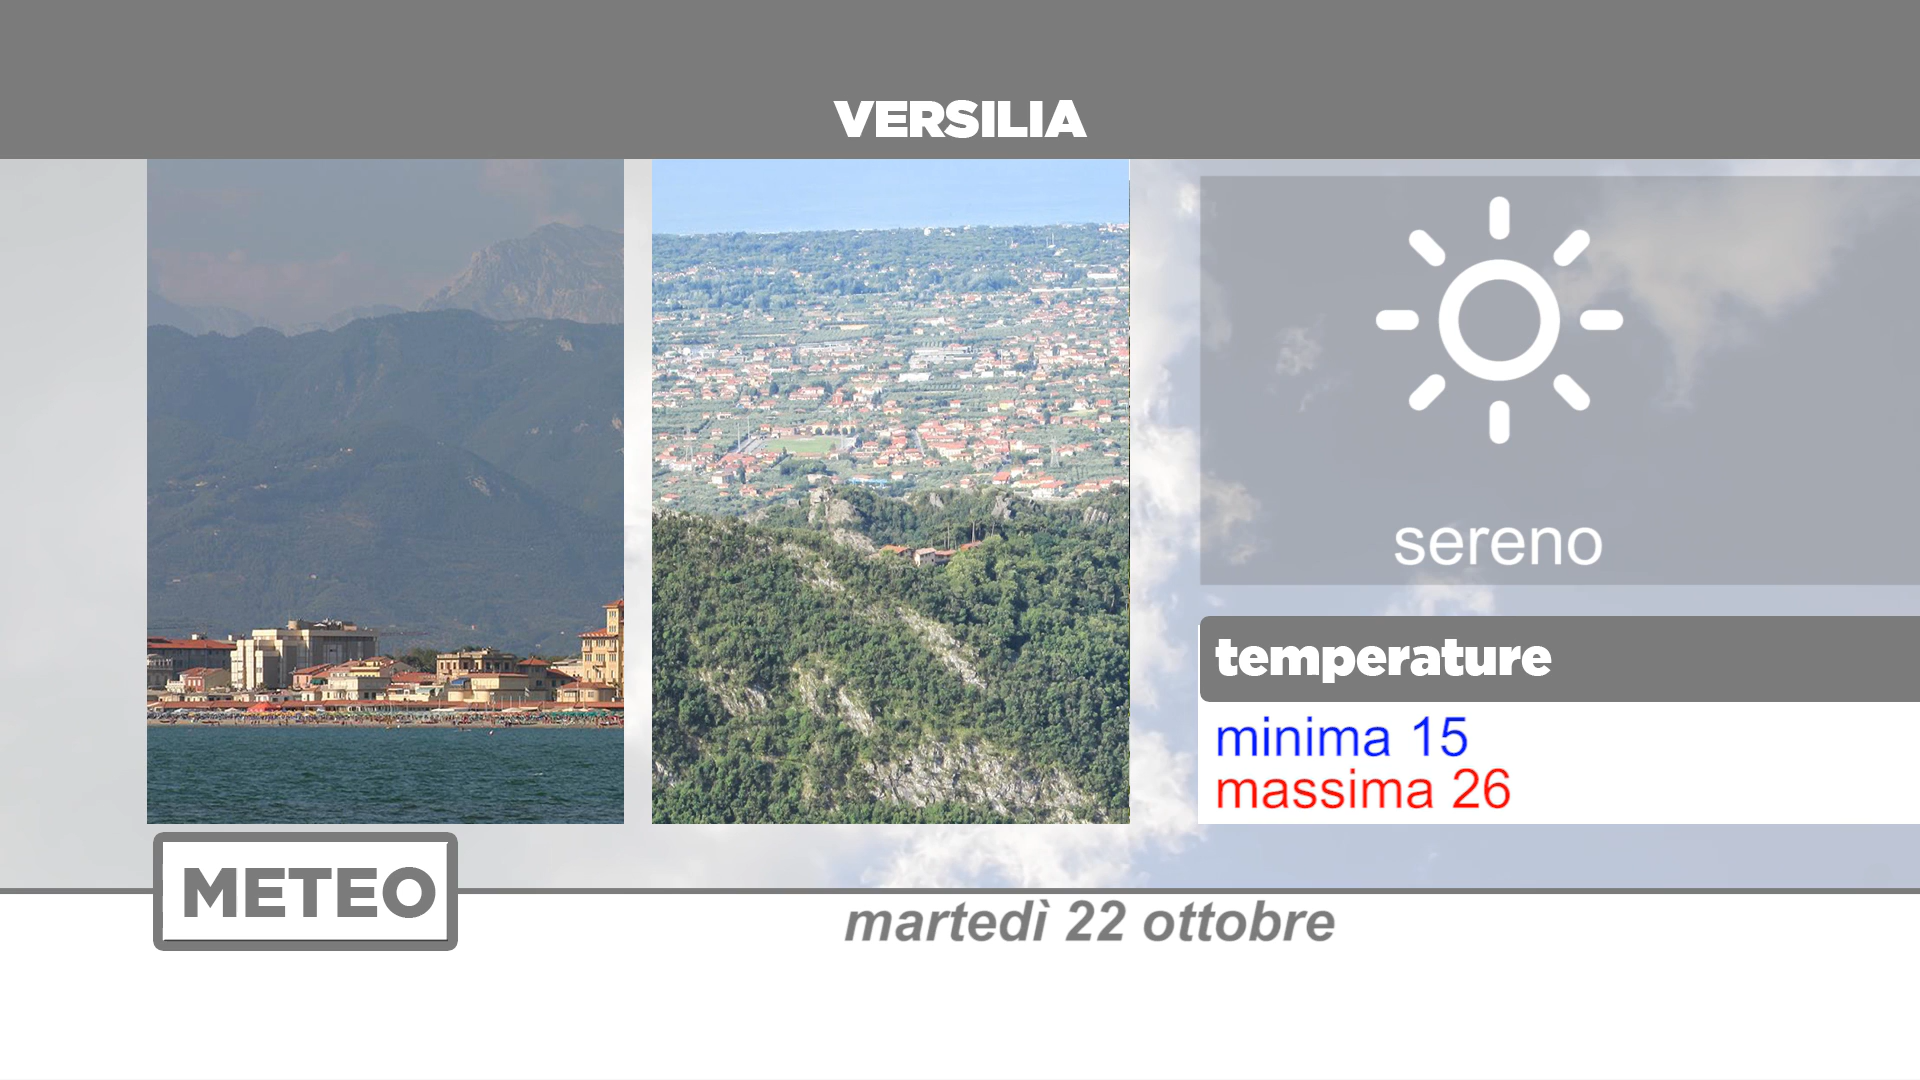 VERSILIA
sereno
temperature
minima 15
massima 26
METEO
martedì 22 ottobre